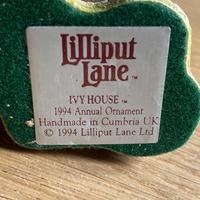 Lilliput
Lane
IVY HOUSE ™
1994 Annual Ornament
Handmade in Cumbria UK
© 1994 Lilliput Lane Ltd